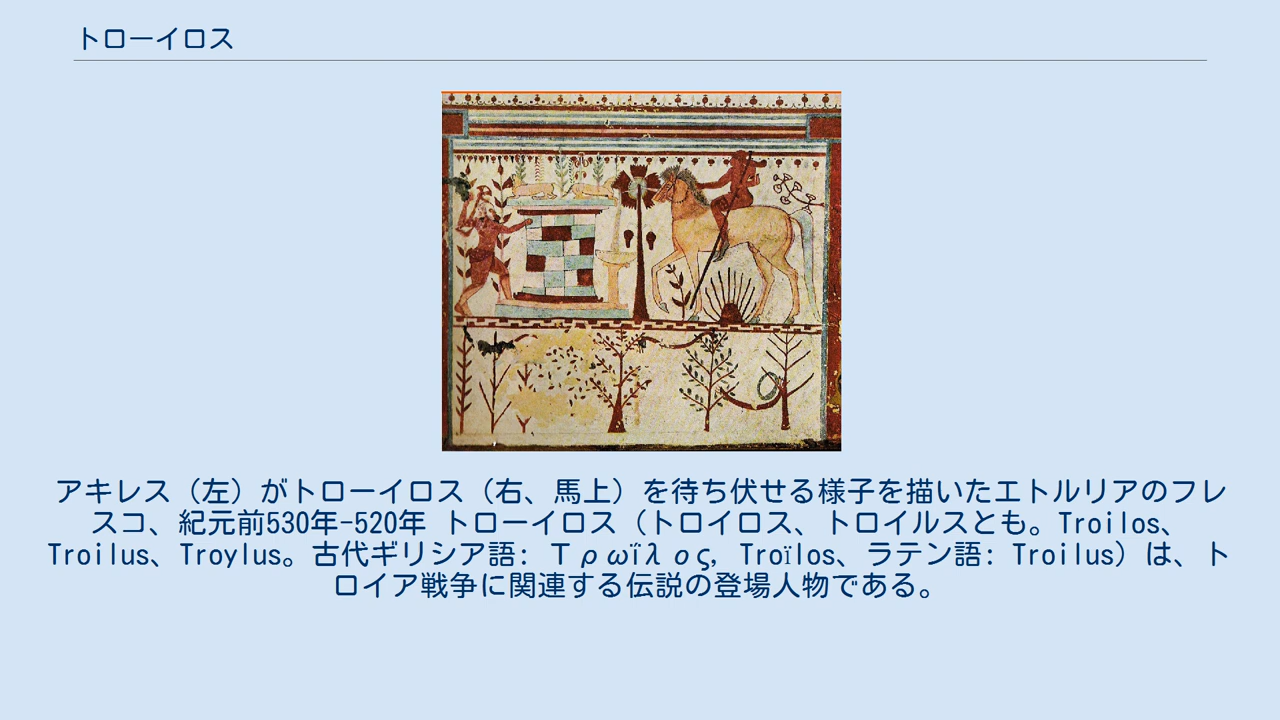 トローイロス
アキレス（左）がトローイロス（右、馬上）を待ち伏せる様子を描いたエトルリアのフレ
スコ、紀元前530年-520年 トローイロス（トロイロス、トロイルスとも。Troilos、
Troilus、Troylus。古代ギリシア語: Τρωΐλος, Troïlos、ラテン語: Troilus）は、ト
ロイア戦争に関連する伝説の登場人物である。